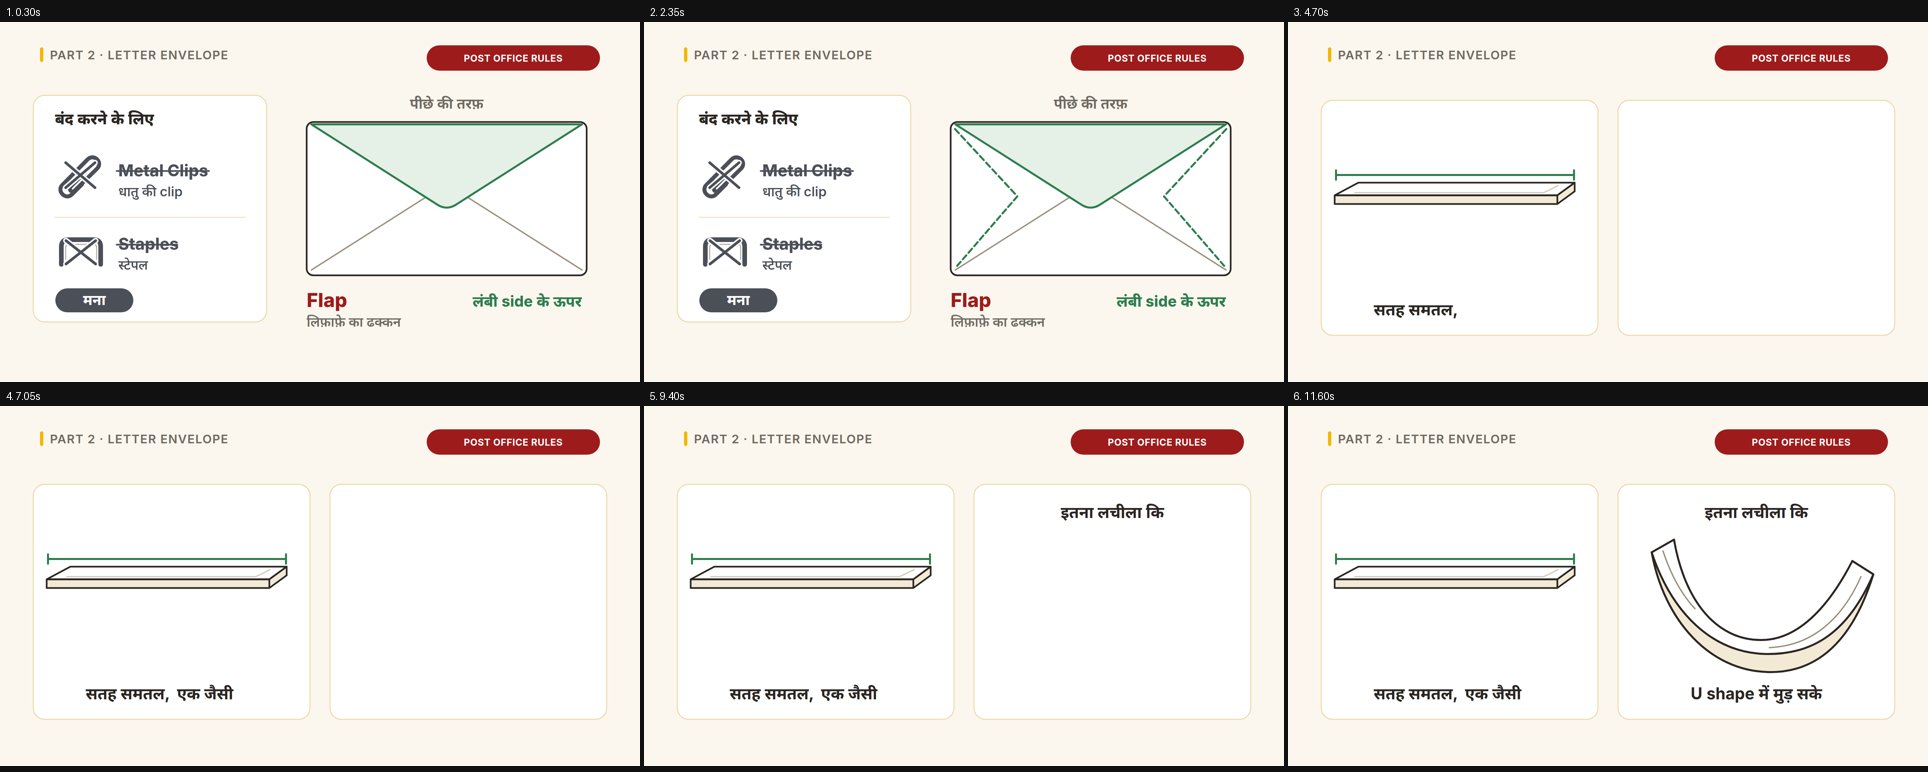 1. 0.30s
PART 2 · LETTER ENVELOPE
POST OFFICE RULES
बंद करने के लिए
Metal Clips
धातु की clip
Staples
स्टेपल
मना
पीछे की तरफ़
Flap
लिफ़ाफ़े का ढक्कन
लंबी side के ऊपर
2. 2.35s
PART 2 · LETTER ENVELOPE
POST OFFICE RULES
बंद करने के लिए
Metal Clips
धातु की clip
Staples
स्टेपल
मना
पीछे की तरफ़
Flap
लिफ़ाफ़े का ढक्कन
लंबी side के ऊपर
3. 4.70s
PART 2 · LETTER ENVELOPE
POST OFFICE RULES
सतह समतल,
4. 7.05s
PART 2 · LETTER ENVELOPE
POST OFFICE RULES
सतह समतल, एक जैसी
5. 9.40s
PART 2 · LETTER ENVELOPE
POST OFFICE RULES
सतह समतल, एक जैसी
इतना लचीला कि
6. 11.60s
PART 2 · LETTER ENVELOPE
POST OFFICE RULES
सतह समतल, एक जैसी
इतना लचीला कि
U shape में मुड़ सके